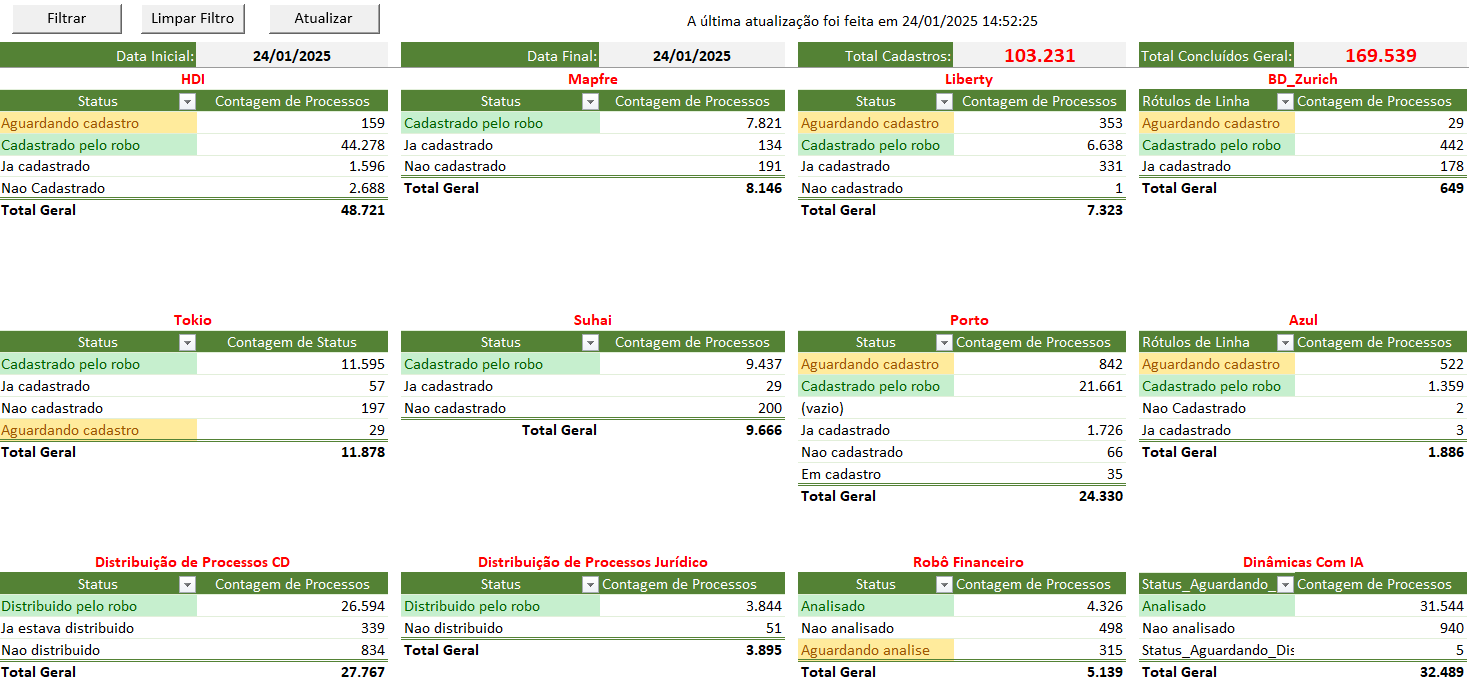 Filtrar Limpar Filtro Atualizar A última atualização foi feita em 24/01/2025 14:52:25
Data Inicial: 24/01/2025 Data Final: 24/01/2025 Total Cadastros: 103.231 Total Concluídos Geral: 169.539
HDI Mapfre Liberty BD_Zurich
Status Contagem de Processos Status Contagem de Processos Status Contagem de Processos Rótulos de Linha Contagem de Processos
Aguardando cadastro 159 Cadastrado pelo robo 7.821 Aguardando cadastro 353 Aguardando cadastro 29
Cadastrado pelo robo 44.278 Ja cadastrado 134 Cadastrado pelo robo 6.638 Cadastrado pelo robo 442
Ja cadastrado 1.596 Nao cadastrado 191 Ja cadastrado 331 Ja cadastrado 178
Nao Cadastrado 2.688 Total Geral 8.146 Nao cadastrado 1 Total Geral 649
Total Geral 48.721 Total Geral 7.323
Tokio Suhai Porto Azul
Status Contagem de Status Status Contagem de Processos Status Contagem de Processos Rótulos de Linha Contagem de Processos
Cadastrado pelo robo 11.595 Cadastrado pelo robo 9.437 Aguardando cadastro 842 Aguardando cadastro 522
Ja cadastrado 57 Ja cadastrado 29 Cadastrado pelo robo 21.661 Cadastrado pelo robo 1.359
Nao cadastrado 197 Nao cadastrado 200 (vazio) Nao Cadastrado 2
Aguardando cadastro 29 Total Geral 9.666 Ja cadastrado 1.726 Ja cadastrado 3
Total Geral 11.878 Nao cadastrado 66 Total Geral 1.886
Em cadastro 35
Total Geral 24.330
Distribuição de Processos CD Distribuição de Processos Jurídico Robô Financeiro Dinâmicas Com IA
Status Contagem de Processos Status Contagem de Processos Status Contagem de Processos Status_Aguardando_ Contagem de Processos
Distribuido pelo robo 26.594 Distribuido pelo robo 3.844 Analisado 4.326 Analisado 31.544
Ja estava distribuido 339 Nao distribuido 51 Nao analisado 498 Nao analisado 940
Nao distribuido 834 Total Geral 3.895 Aguardando analise 315 Status_Aguardando_Dis 5
Total Geral 27.767 Total Geral 5.139 Total Geral 32.489